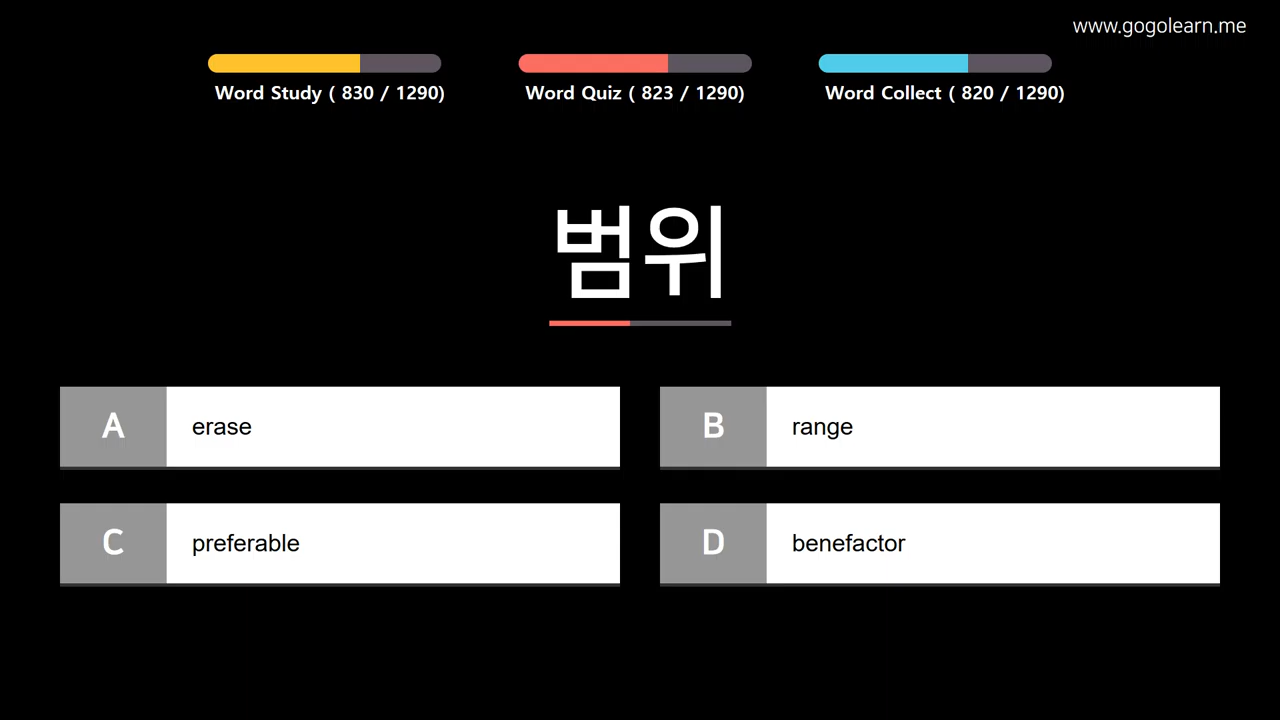 www.gogolearn.me
Word Study ( 830 / 1290)
Word Quiz ( 823 / 1290)
Word Collect ( 820 / 1290)
범위
A erase
B range
C preferable
D benefactor